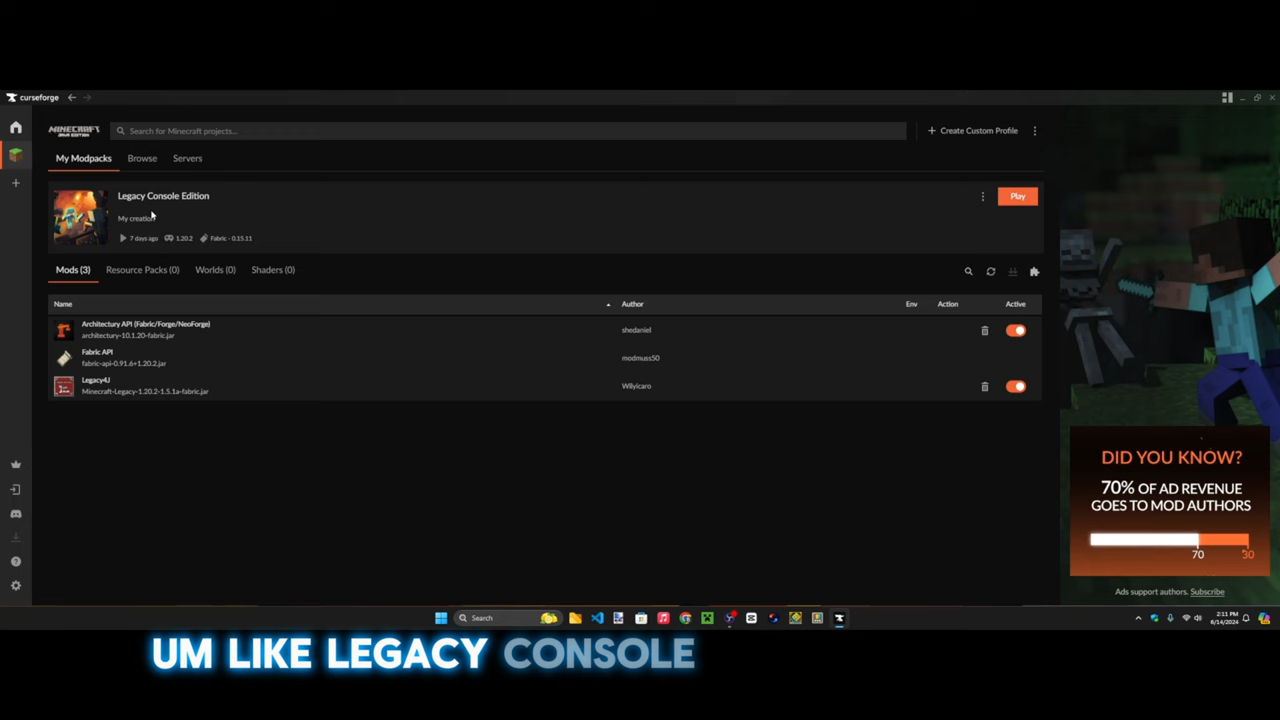 curseforge
MINECRAFT
JAVA EDITION
Search for Minecraft projects...
Create Custom Profile
My Modpacks Browse Servers
Legacy Console Edition
My creation
7 days ago 1.20.2 Fabric - 0.15.11
Play
Mods (3) Resource Packs (0) Worlds (0) Shaders (0)
Name Author Env Action Active
Architectury API (Fabric/Forge/NeoForge)
architectury-10.1.20-fabric.jar
shedaniel
Fabric API
fabric-api-0.91.6+1.20.2.jar
modmuss50
Legacy4J
Minecraft-Legacy-1.20.2-1.5.1a-fabric.jar
Wilyicaro
DID YOU KNOW?
70% OF AD REVENUE
GOES TO MOD AUTHORS
70 30
Ads support authors. Subscribe
Search
2:11 PM
6/14/2024
UM LIKE LEGACY CONSOLE